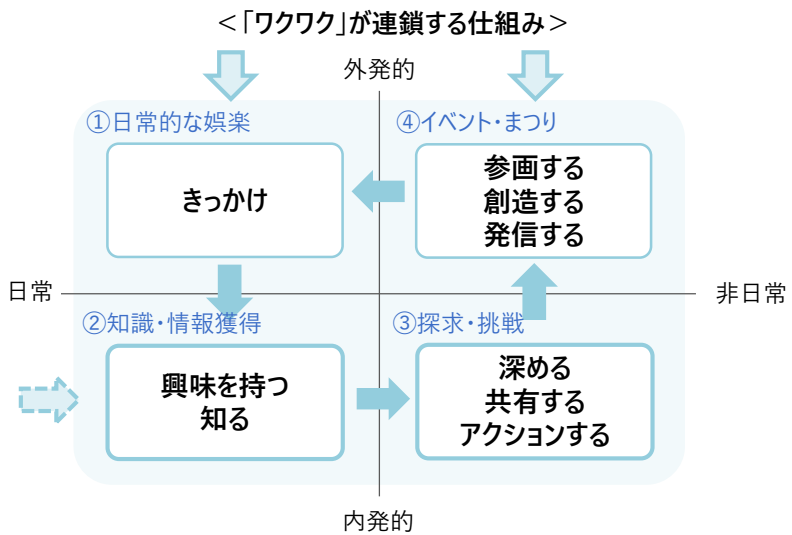 ＜「ワクワク」が連鎖する仕組み＞
外発的
①日常的な娯楽
きっかけ
④イベント・まつり
参画する
創造する
発信する
日常
非日常
②知識・情報獲得
興味を持つ
知る
③探求・挑戦
深める
共有する
アクションする
内発的